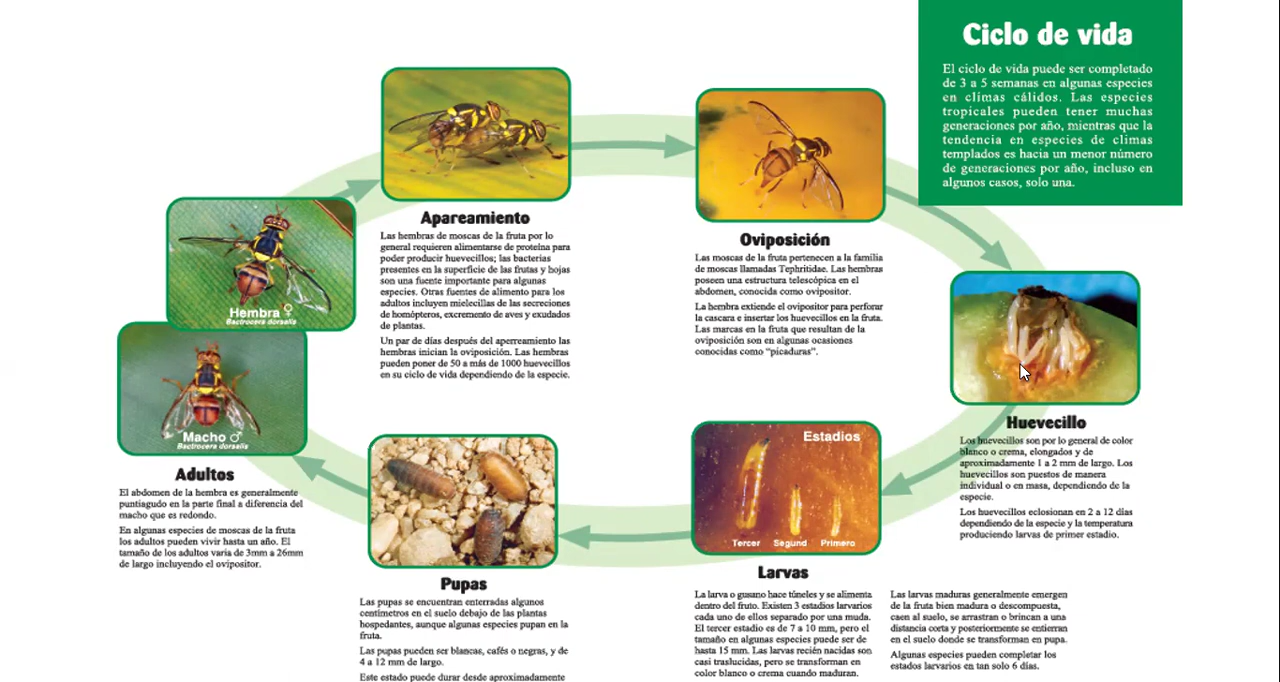 Ciclo de vida
El ciclo de vida puede ser completado
de 3 a 5 semanas en algunas especies
en climas cálidos. Las especies
tropicales pueden tener muchas
generaciones por año, mientras que la
tendencia en especies de climas
templados es hacia un menor número
de generaciones por año, incluso en
algunos casos, solo una.
Apareamiento
Las hembras de moscas de la fruta por lo
general requieren alimentarse de proteína para
poder producir huevecillos; las bacterias
presentes en la superficie de las frutas y hojas
son una fuente importante para algunas
especies. Otras fuentes de alimento para los
adultos incluyen mielecillas de las secreciones
de homópteros, excremento de aves y exudados
de plantas.
Un par de días después del aperreamiento las
hembras inician la oviposición. Las hembras
pueden poner de 50 a más de 1000 huevecillos
en su ciclo de vida dependiendo de la especie.
Oviposición
Las moscas de la fruta pertenecen a la familia
de moscas llamadas Tephritidae. Las hembras
poseen una estructura telescópica en el
abdomen, conocida como ovipositor.
La hembra extiende el ovipositor para perforar
la cascara e insertar los huevecillos en la fruta.
Las marcas en la fruta que resultan de la
oviposición son en algunas ocasiones
conocidas como “picaduras”.
Huevecillo
Los huevecillos son por lo general de color
blanco o crema, elongados y de
aproximadamente 1 a 2 mm de largo. Los
huevecillos son puestos de manera
individual o en masa, dependiendo de la
especie.
Los huevecillos eclosionan en 2 a 12 días
dependiendo de la especie y la temperatura
produciendo larvas de primer estadio.
Estadios
Tercer Segund Primero
Larvas
La larva o gusano hace túneles y se alimenta
dentro del fruto. Existen 3 estadios larvarios
cada uno de ellos separado por una muda.
El tercer estadio es de 7 a 10 mm, pero el
tamaño en algunas especies puede ser de
hasta 15 mm. Las larvas recién nacidas son
casi traslucidas, pero se transforman en
color blanco o crema cuando maduran.
Las larvas maduras generalmente emergen
de la fruta bien madura o descompuesta,
caen al suelo, se arrastran o brincan a una
distancia corta y posteriormente se entierran
en el suelo donde se transforman en pupa.
Algunas especies pueden completar los
estados larvarios en tan solo 6 días.
Pupas
Las pupas se encuentran enterradas algunos
centímetros en el suelo debajo de las plantas
hospedantes, aunque algunas especies pupan en la
fruta.
Las pupas pueden ser blancas, cafés o negras, y de
4 a 12 mm de largo.
Este estado puede durar desde aproximadamente
Hembra ♀
Bactrocera dorsalis
Macho ♂
Bactrocera dorsalis
Adultos
El abdomen de la hembra es generalmente
puntiagudo en la parte final a diferencia del
macho que es redondo.
En algunas especies de moscas de la fruta
los adultos pueden vivir hasta un año. El
tamaño de los adultos varia de 3mm a 26mm
de largo incluyendo el ovipositor.